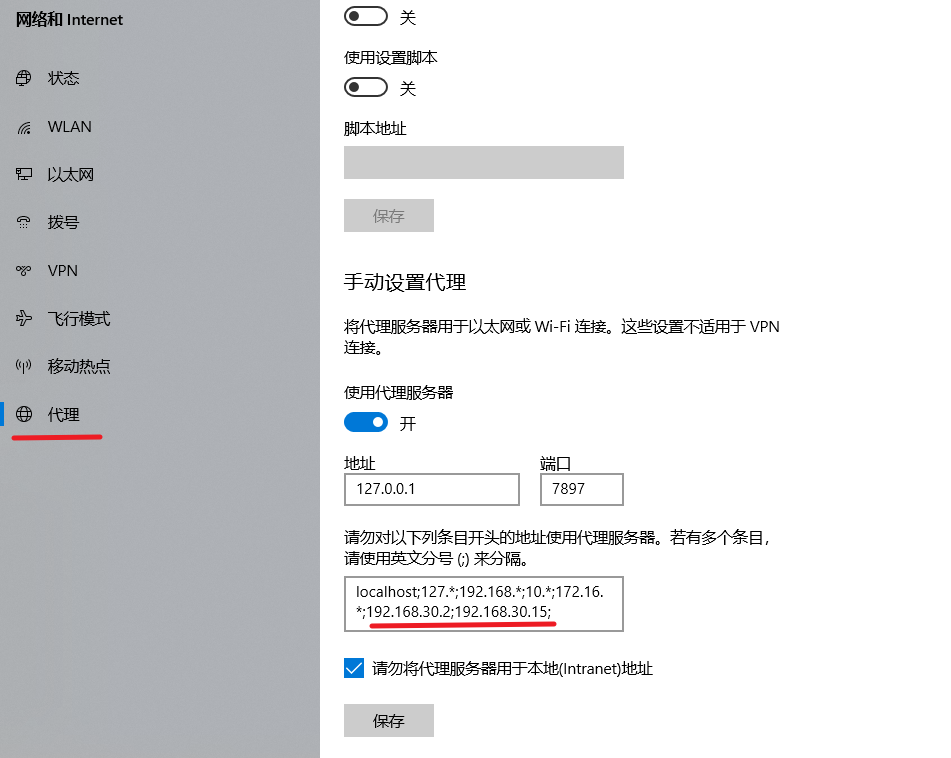 网络和 Internet
状态
WLAN
以太网
拨号
VPN
飞行模式
移动热点
代理
关
使用设置脚本
关
脚本地址
保存
手动设置代理
将代理服务器用于以太网或 Wi-Fi 连接。这些设置不适用于 VPN
连接。
使用代理服务器
开
地址 端口
127.0.0.1 7897
请勿对以下列条目开头的地址使用代理服务器。若有多个条目，
请使用英文分号 (;) 来分隔。
localhost;127.*;192.168.*;10.*;172.16.
*;192.168.30.2;192.168.30.15;
请勿将代理服务器用于本地(Intranet)地址
保存